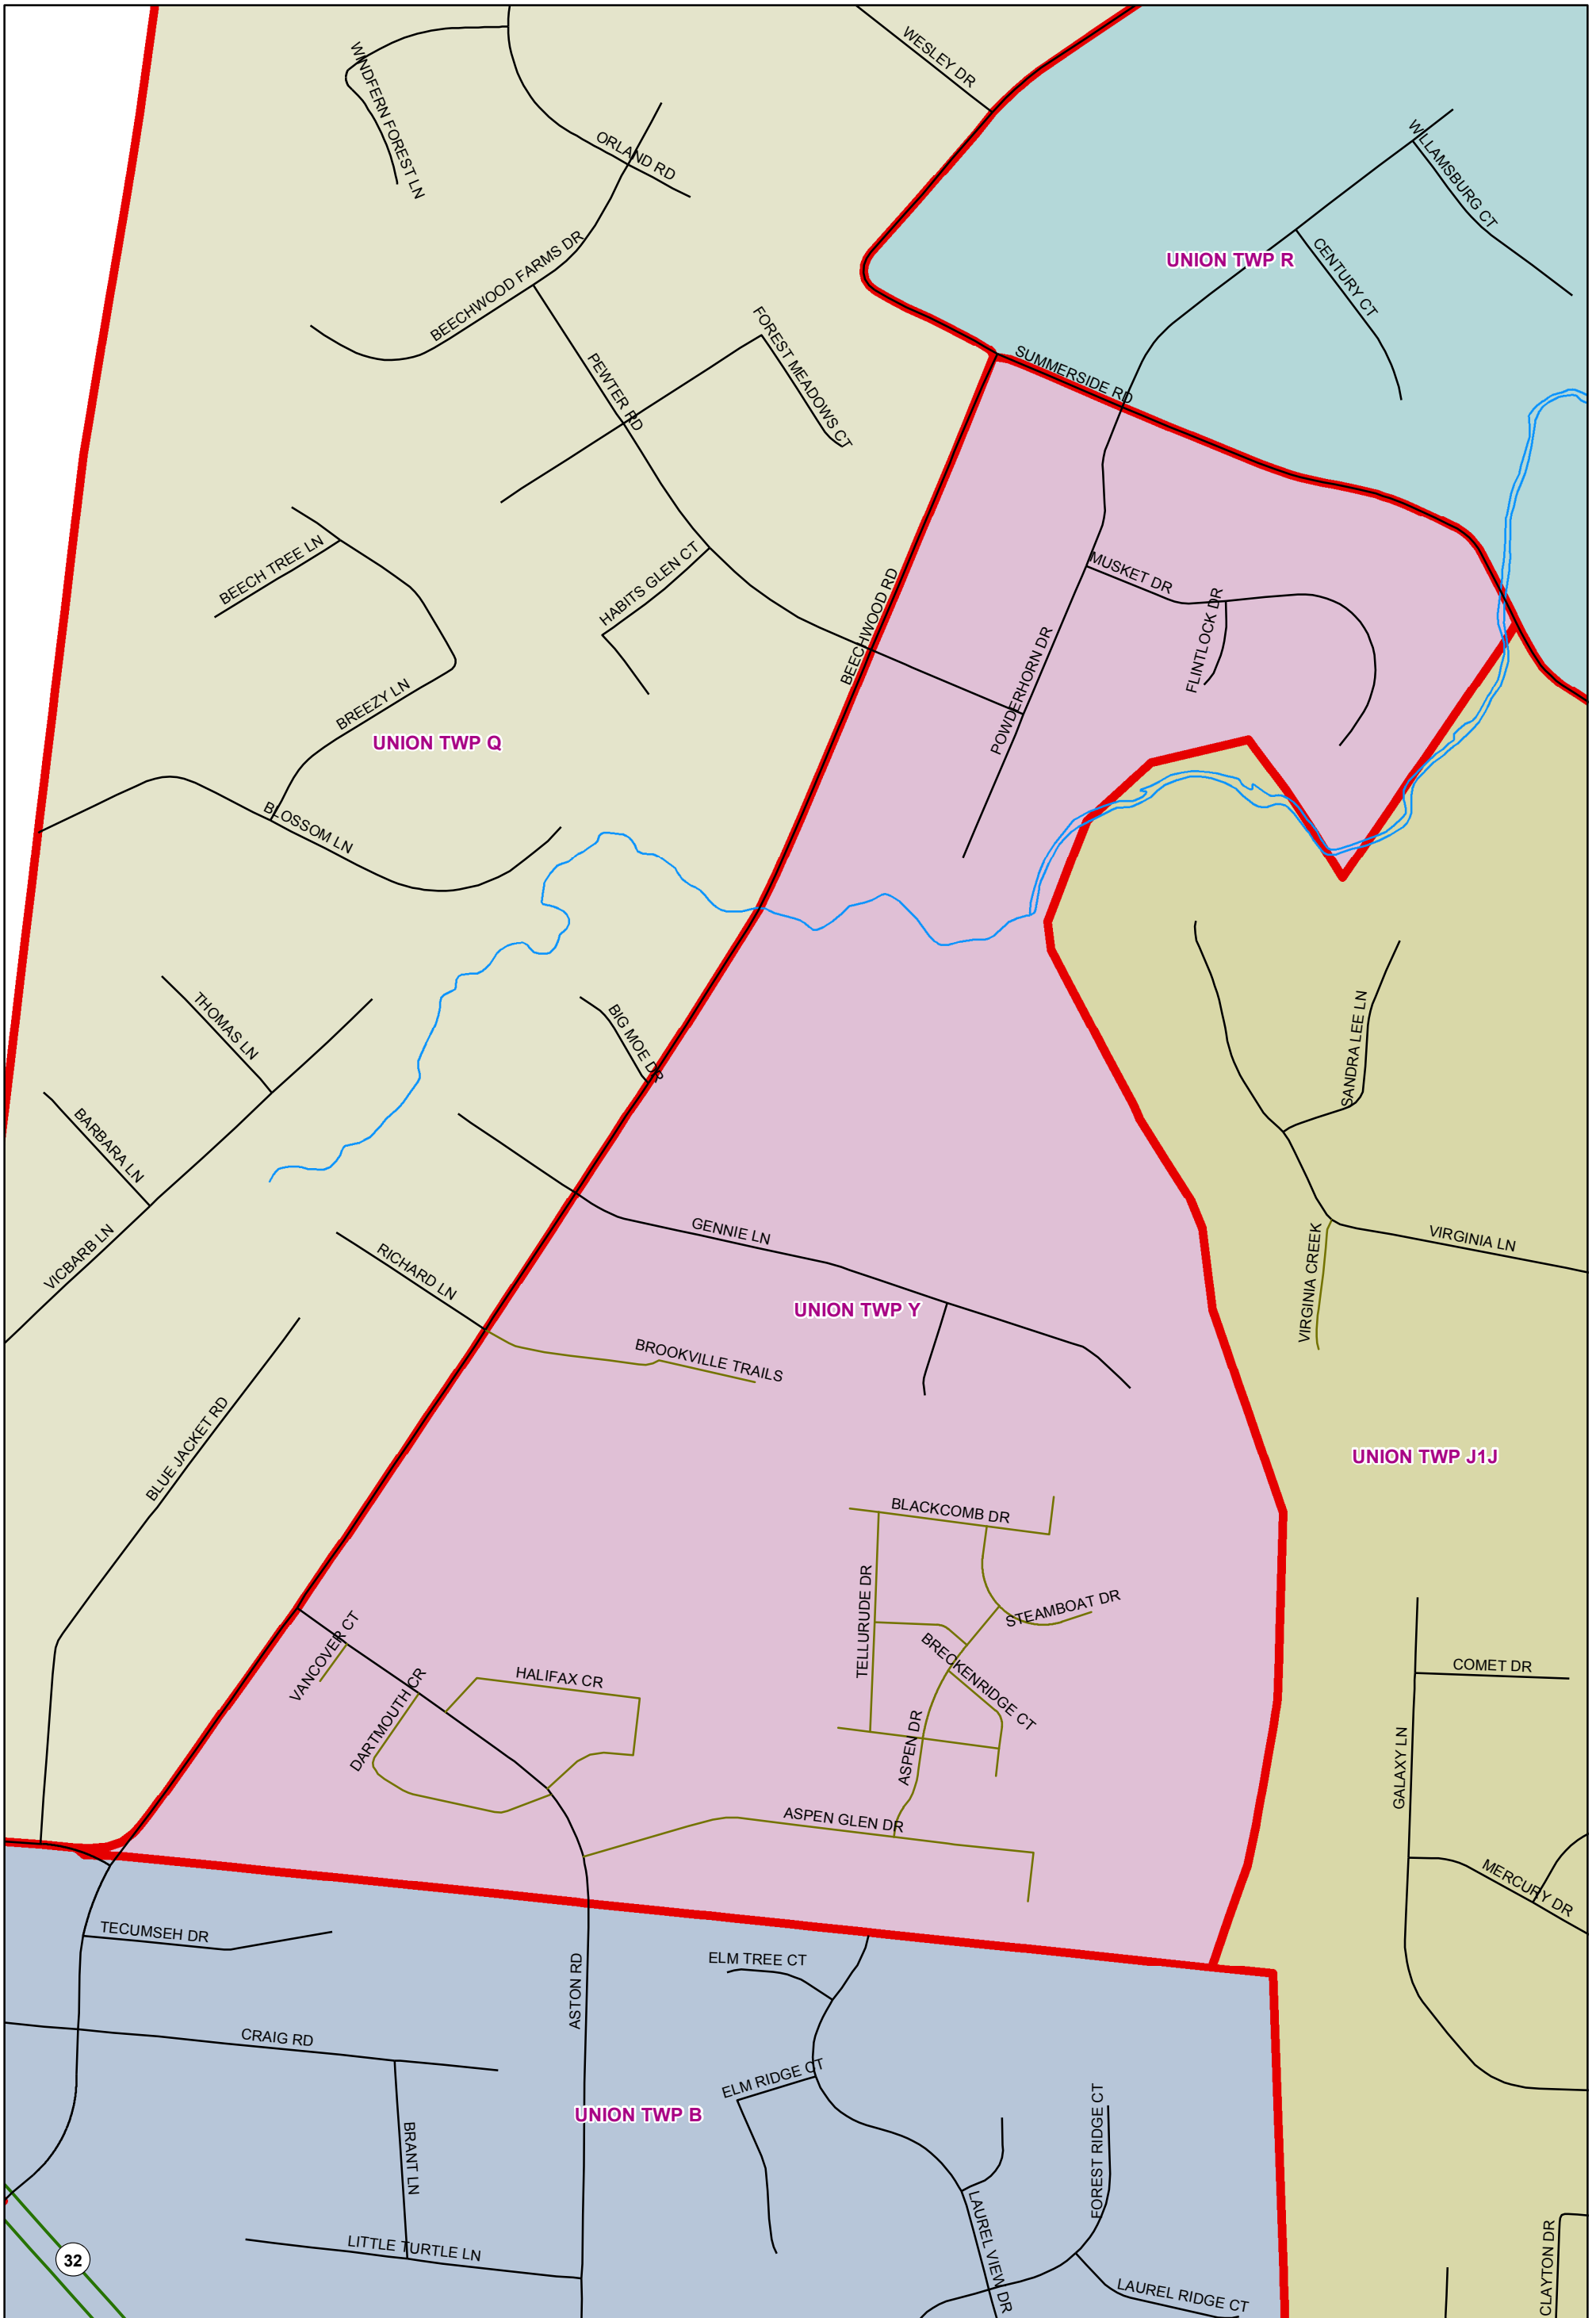 WESLEY DR
WINDFERN FOREST LN
ORLAND RD
WLLAMSBURG CT
BEECHWOOD FARMS DR
UNION TWP R
CENTURY CT
FOREST MEADOWS CT
PEWTER RD
SUMMERSIDE RD
BEECH TREE LN
HABITS GLEN CT
MUSKET DR
BEECHWOOD RD
FLINTLOCK DR
POWDERHORN DR
BREEZY LN
UNION TWP Q
BLOSSOM LN
THOMAS LN
BIG MOE DR
SANDRA LEE LN
BARBARA LN
VICBARB LN
GENNIE LN
VIRGINIA LN
RICHARD LN
VIRGINIA CREEK
UNION TWP Y
BROOKVILLE TRAILS
BLUE JACKET RD
UNION TWP J1J
BLACKCOMB DR
TELLURUDE DR
STEAMBOAT DR
VANCOVER CT
BRECKENRIDGE CT
HALIFAX CR
COMET DR
DARTMOUTH CR
ASPEN DR
GALAXY LN
ASPEN GLEN DR
MERCURY DR
TECUMSEH DR
ELM TREE CT
ASTON RD
CRAIG RD
ELM RIDGE CT
UNION TWP B
FOREST RIDGE CT
BRANT LN
LAUREL VIEW DR
LITTLE TURTLE LN
32
LAUREL RIDGE CT
CLAYTON DR